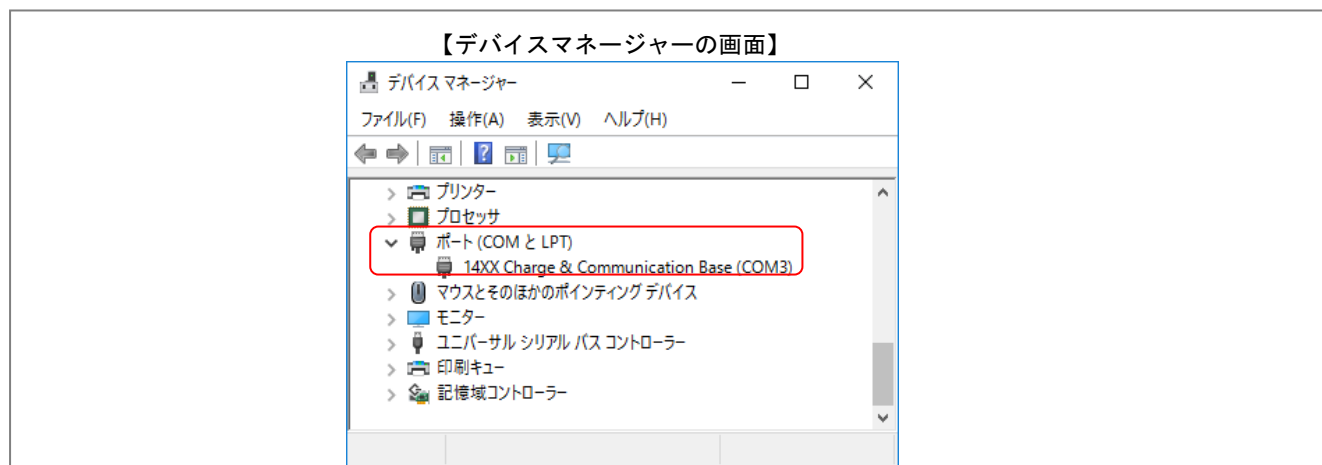 【デバイスマネージャーの画面】
デバイス マネージャー
ファイル(F) 操作(A) 表示(V) ヘルプ(H)
プリンター
プロセッサ
ポート (COM と LPT)
14XX Charge & Communication Base (COM3)
マウスとそのほかのポインティング デバイス
モニター
ユニバーサル シリアル バス コントローラー
印刷キュー
記憶域コントローラー